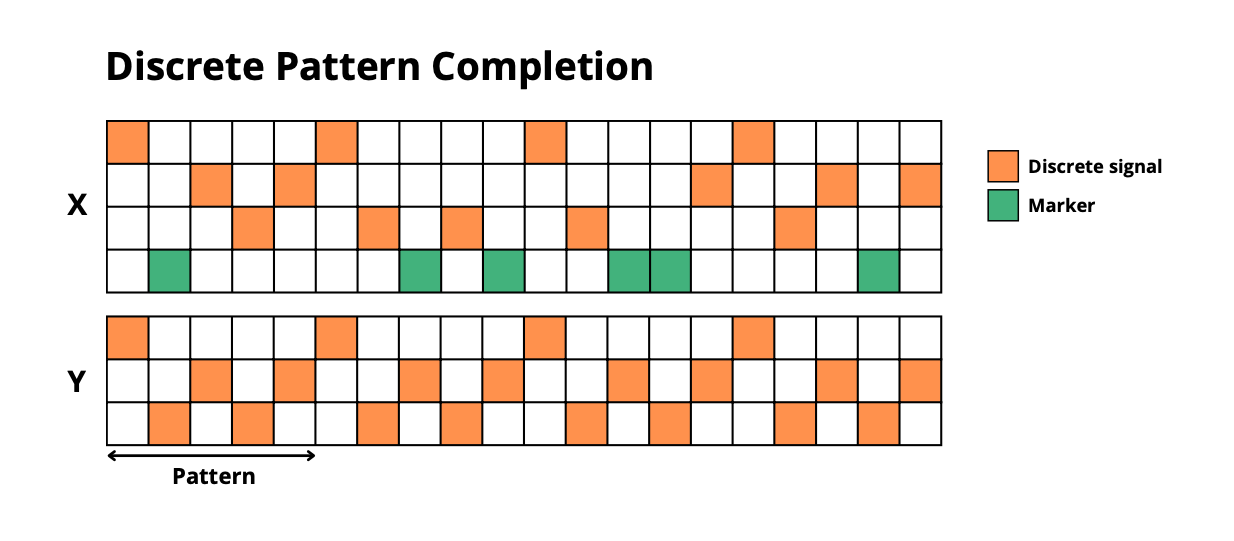 Discrete Pattern Completion
X
Discrete signal
Marker
Y
Pattern